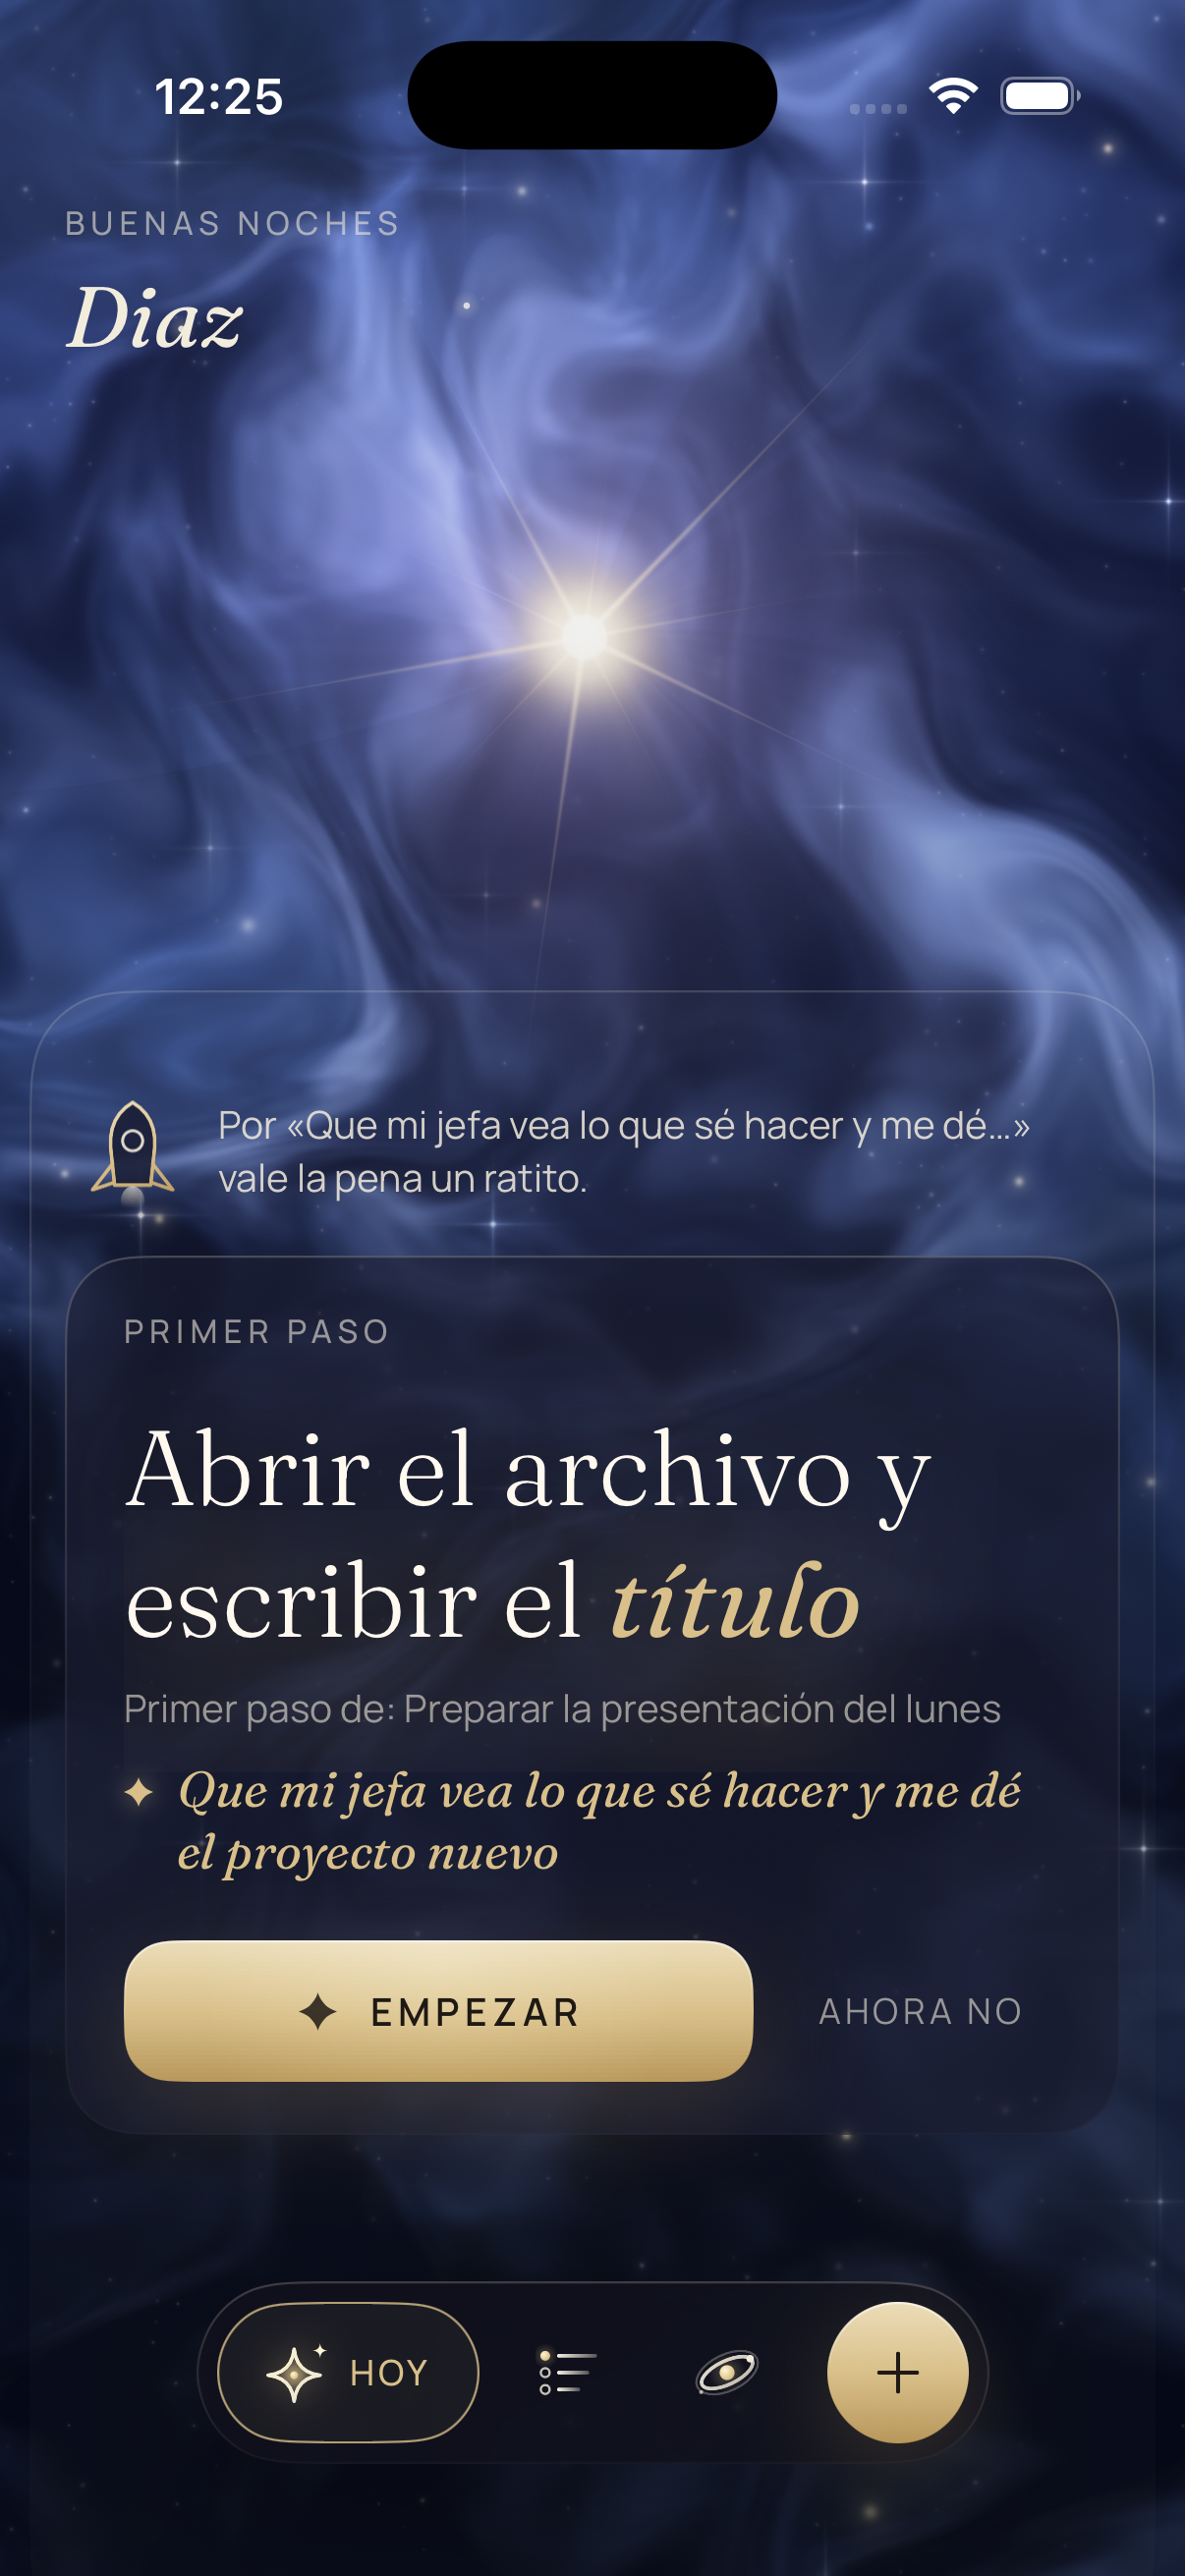 12:25
BUENAS NOCHES
Diaz
Por «Que mi jefa vea lo que sé hacer y me dé...»
vale la pena un ratito.
PRIMER PASO
Abrir el archivo y
escribir el título
Primer paso de: Preparar la presentación del lunes
Que mi jefa vea lo que sé hacer y me dé
el proyecto nuevo
EMPEZAR
AHORA NO
HOY